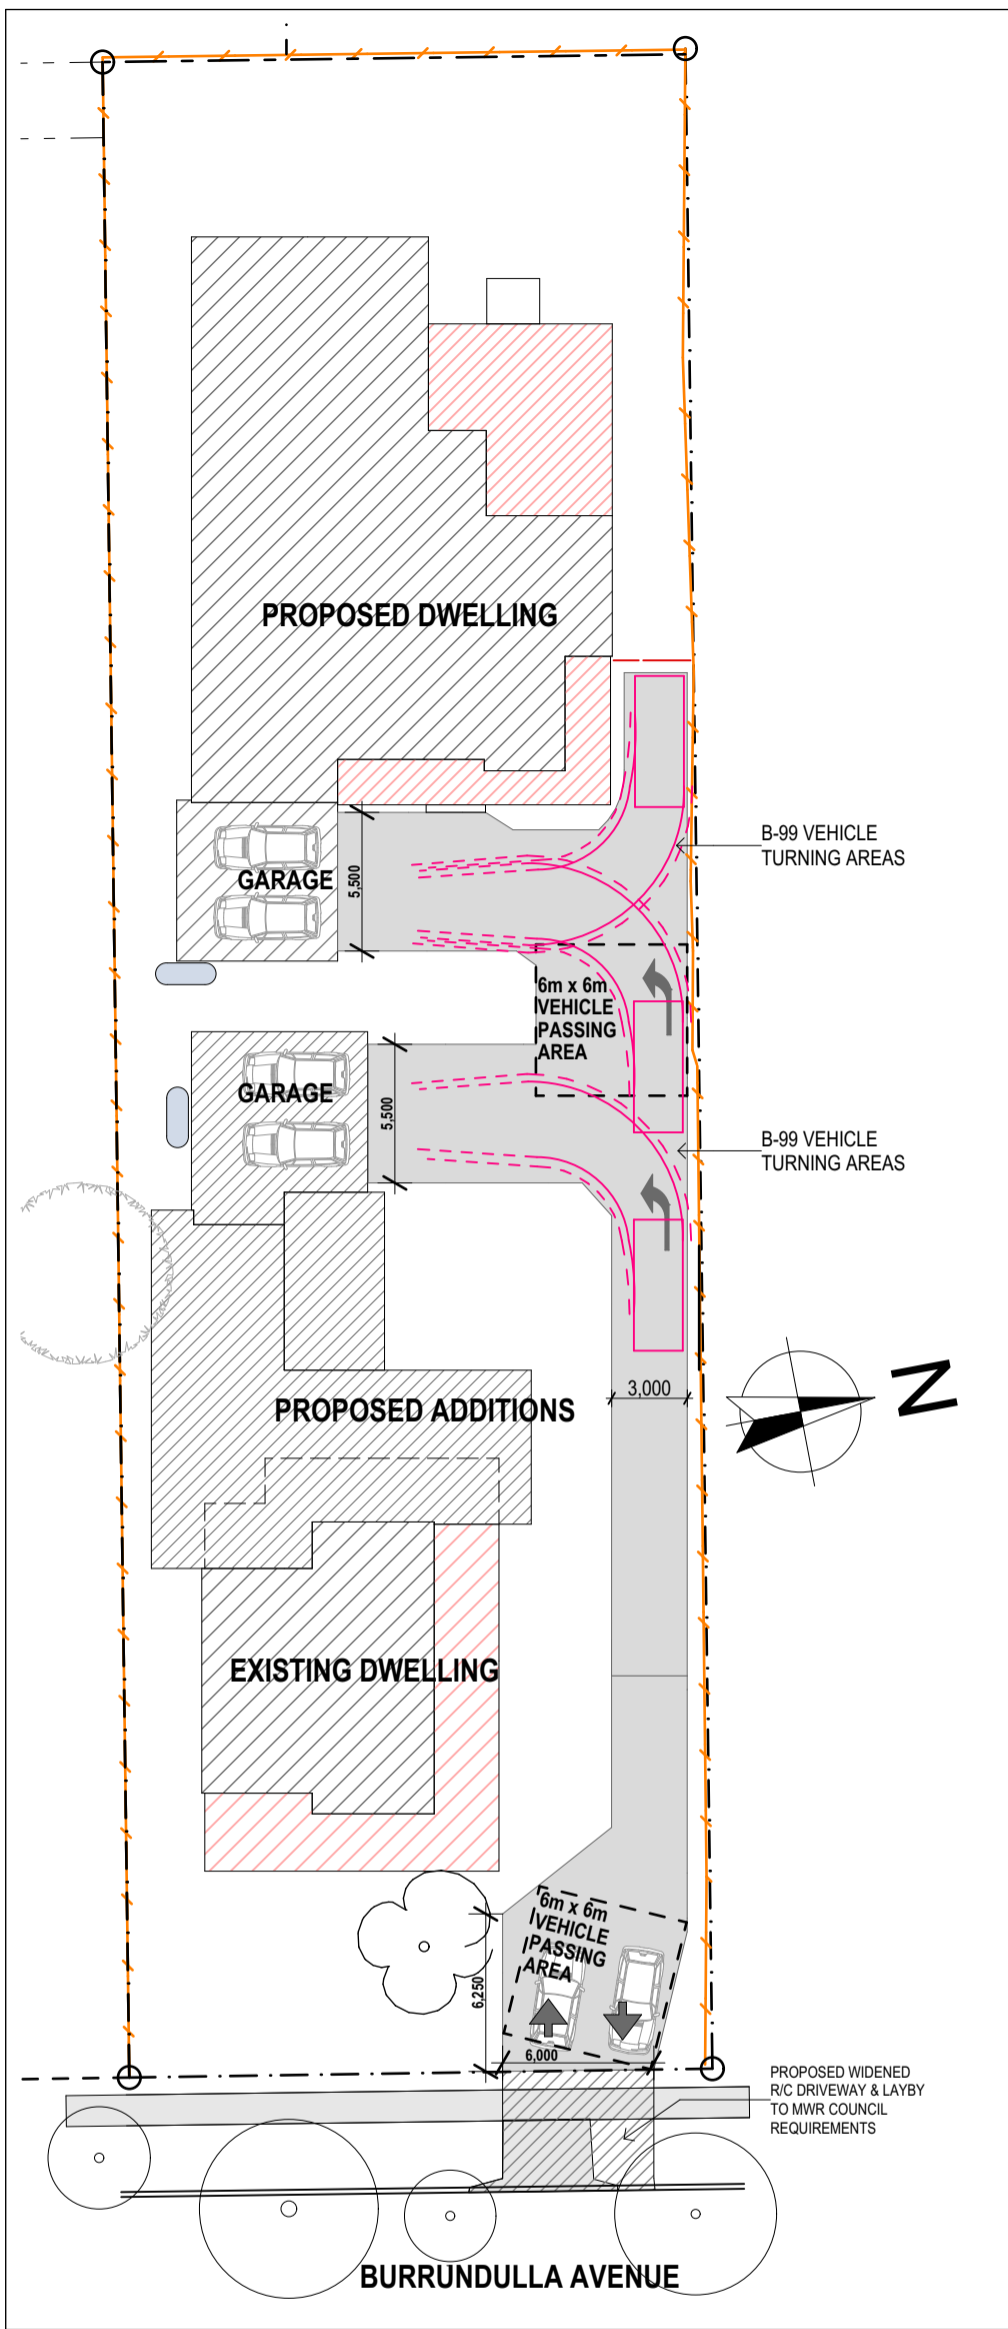 PROPOSED DWELLING
B-99 VEHICLE
TURNING AREAS
GARAGE
5,500
6m x 6m
VEHICLE
PASSING
AREA
GARAGE
5,500
B-99 VEHICLE
TURNING AREAS
3,000
N
PROPOSED ADDITIONS
EXISTING DWELLING
6m x 6m
VEHICLE
PASSING
AREA
6,250
6,000
PROPOSED WIDENED
R/C DRIVEWAY & LAYBY
TO MWR COUNCIL
REQUIREMENTS
BURRUNDULLA AVENUE